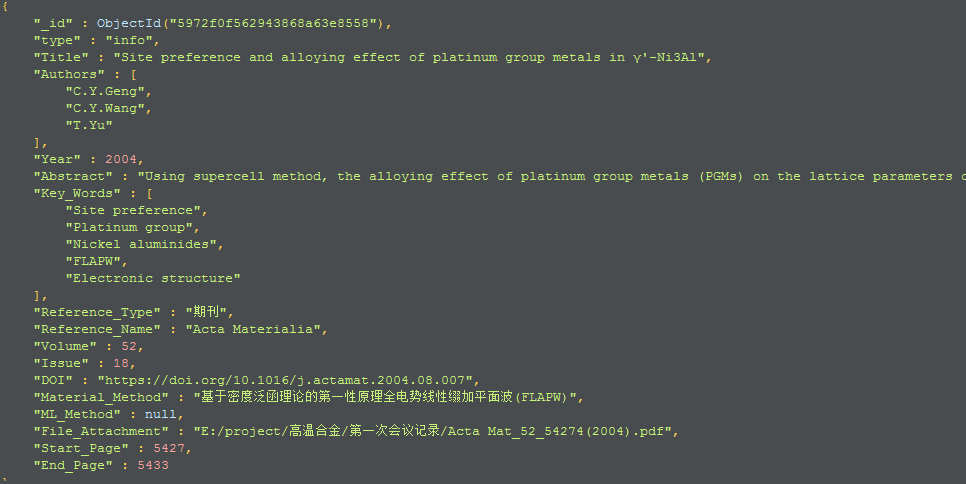 {
"_id" : ObjectId("5972f0f562943868a63e8558"),
"type" : "info",
"Title" : "Site preference and alloying effect of platinum group metals in γ'-Ni3Al",
"Authors" : [
"C.Y.Geng",
"C.Y.Wang",
"T.Yu"
],
"Year" : 2004,
"Abstract" : "Using supercell method, the alloying effect of platinum group metals (PGMs) on the lattice parameters
"Key_Words" : [
"Site preference",
"Platinum group",
"Nickel aluminides",
"FLAPW",
"Electronic structure"
],
"Reference_Type" : "期刊",
"Reference_Name" : "Acta Materialia",
"Volume" : 52,
"Issue" : 18,
"DOI" : "https://doi.org/10.1016/j.actamat.2004.08.007",
"Material_Method" : "基于密度泛函理论的第一性原理全电势线性缀加平面波(FLAPW)",
"ML_Method" : null,
"File_Attachment" : "E:/project/高温合金/第一次会议记录/Acta Mat_52_54274(2004).pdf",
"Start_Page" : 5427,
"End_Page" : 5433